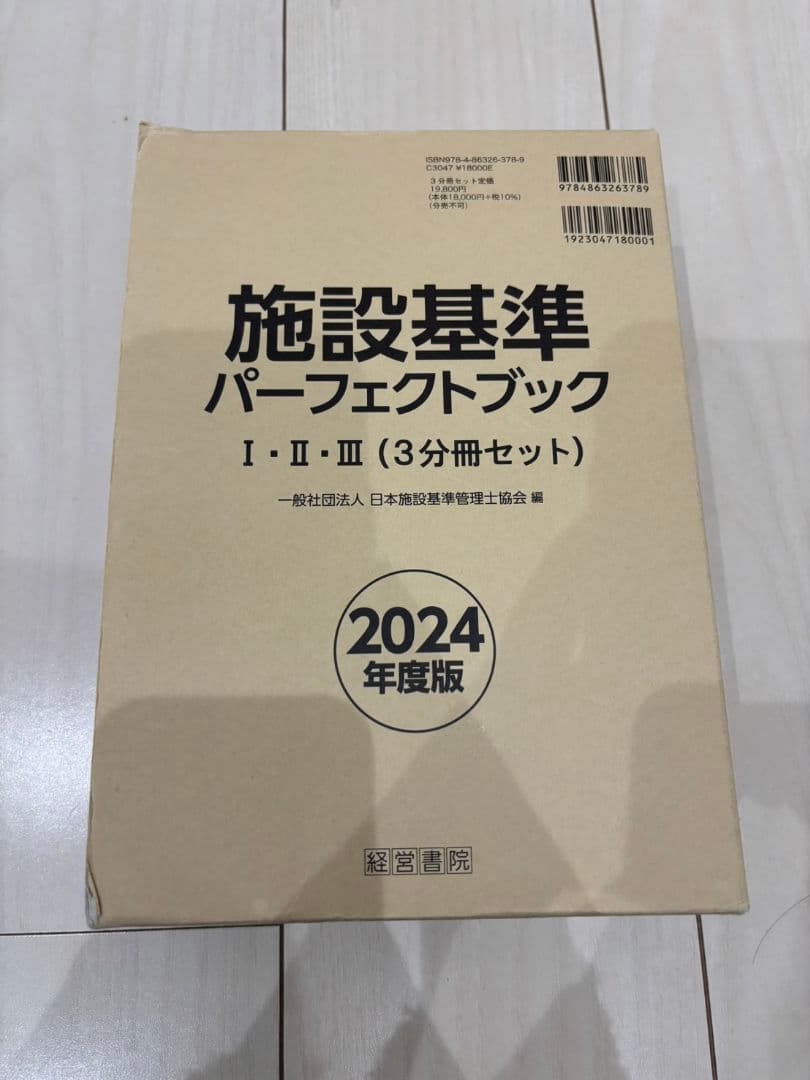 ISBN978-4-86326-378-9
C3047 ¥18000E
3分冊セット定価
19,800円
(本体18,000円+税10%)
(分売不可)
9784863263789
1923047180001
施設基準
パーフェクトブック
Ⅰ・Ⅱ・Ⅲ(3分冊セット)
一般社団法人 日本施設基準管理士協会 編
2024
年度版
経営書院